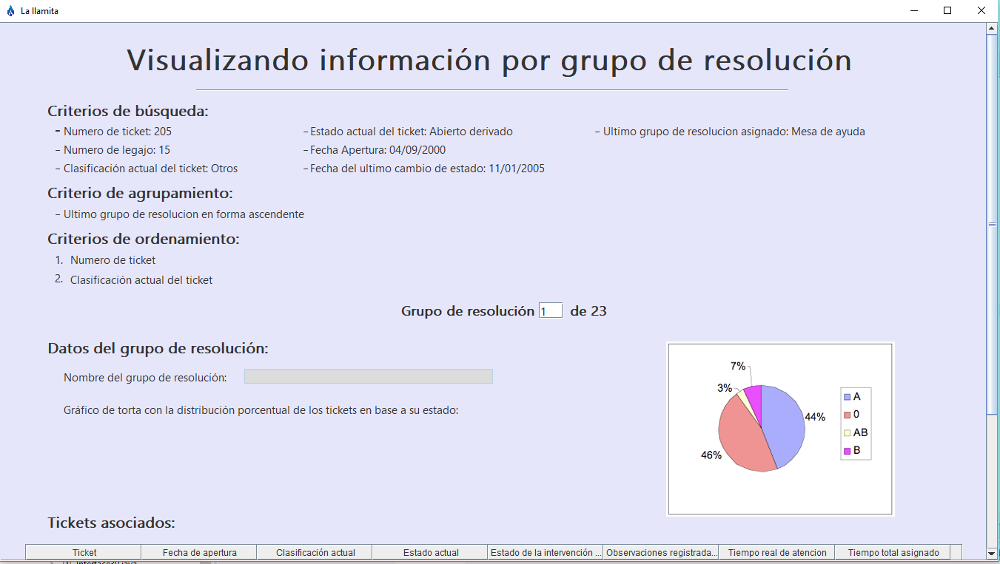 La llamita
Visualizando información por grupo de resolución
Criterios de búsqueda:
- Numero de ticket: 205
- Estado actual del ticket: Abierto derivado
- Ultimo grupo de resolucion asignado: Mesa de ayuda
- Numero de legajo: 15
- Fecha Apertura: 04/09/2000
- Clasificación actual del ticket: Otros
- Fecha del ultimo cambio de estado: 11/01/2005
Criterio de agrupamiento:
- Ultimo grupo de resolucion en forma ascendente
Criterios de ordenamiento:
1. Numero de ticket
2. Clasificación actual del ticket
Grupo de resolución 1 de 23
Datos del grupo de resolución:
Nombre del grupo de resolución:
Gráfico de torta con la distribución porcentual de los tickets en base a su estado:
7%
3%
44%
46%
A
0
AB
B
Tickets asociados:
Ticket
Fecha de apertura
Clasificación actual
Estado actual
Estado de la intervención ...
Observaciones registrada...
Tiempo real de atencion
Tiempo total asignado